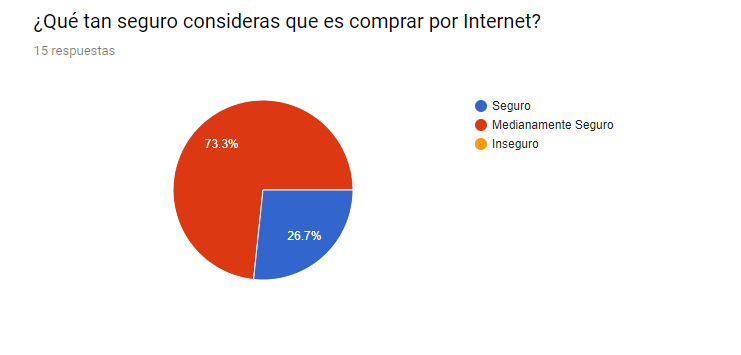 ¿Qué tan seguro consideras que es comprar por Internet?
15 respuestas
73.3%
26.7%
Seguro
Medianamente Seguro
Inseguro